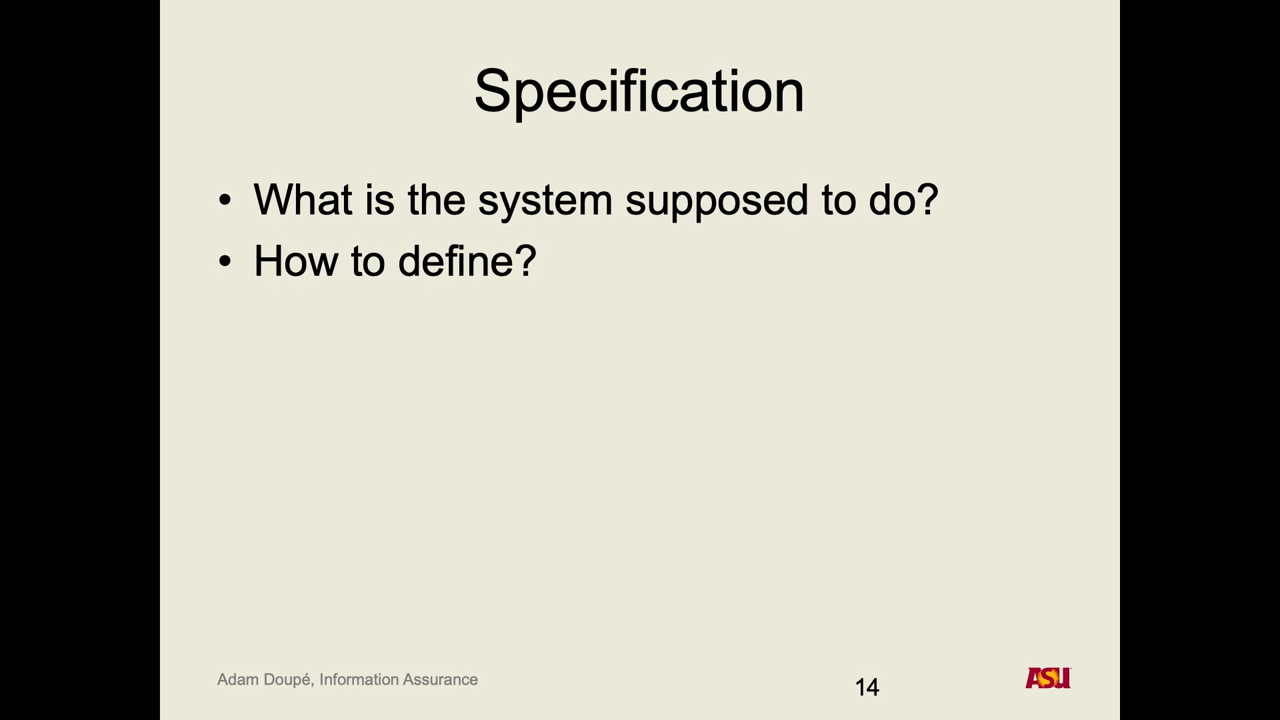 Specification
• What is the system supposed to do?
• How to define?
Adam Doupé, Information Assurance
14
ASU